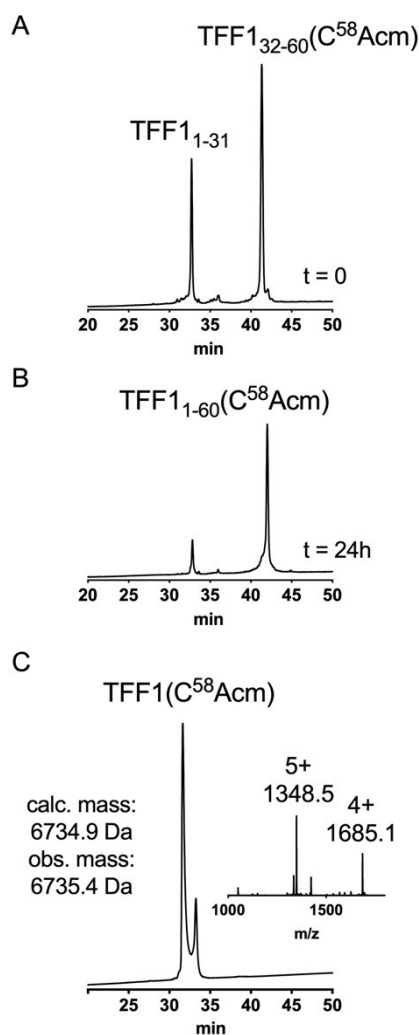 A
TFF1₃₂₋₆₀(C⁵⁸Acm)
TFF1₁₋₃₁
t = 0
20 25 30 35 40 45 50
min
B
TFF1₁₋₆₀(C⁵⁸Acm)
t = 24h
20 25 30 35 40 45 50
min
C
TFF1(C⁵⁸Acm)
calc. mass:
6734.9 Da
obs. mass:
6735.4 Da
5+
1348.5
4+
1685.1
1000 1500
m/z
20 25 30 35 40 45 50
min